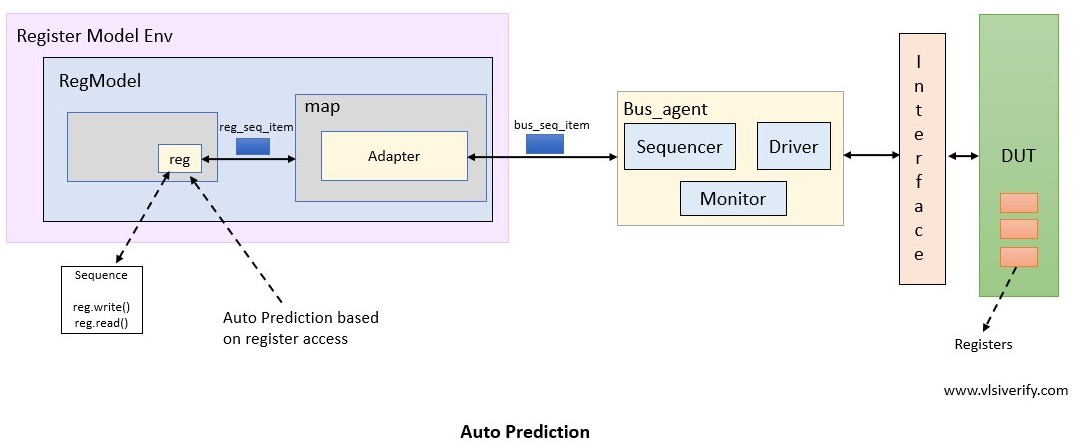 Register Model Env
RegModel
reg
reg_seq_item
map
Adapter
bus_seq_item
Bus_agent
Sequencer
Driver
Monitor
I
n
t
e
r
f
a
c
e
DUT
Sequence
reg.write()
reg.read()
Auto Prediction based
on register access
Registers
www.vlsiverify.com
Auto Prediction